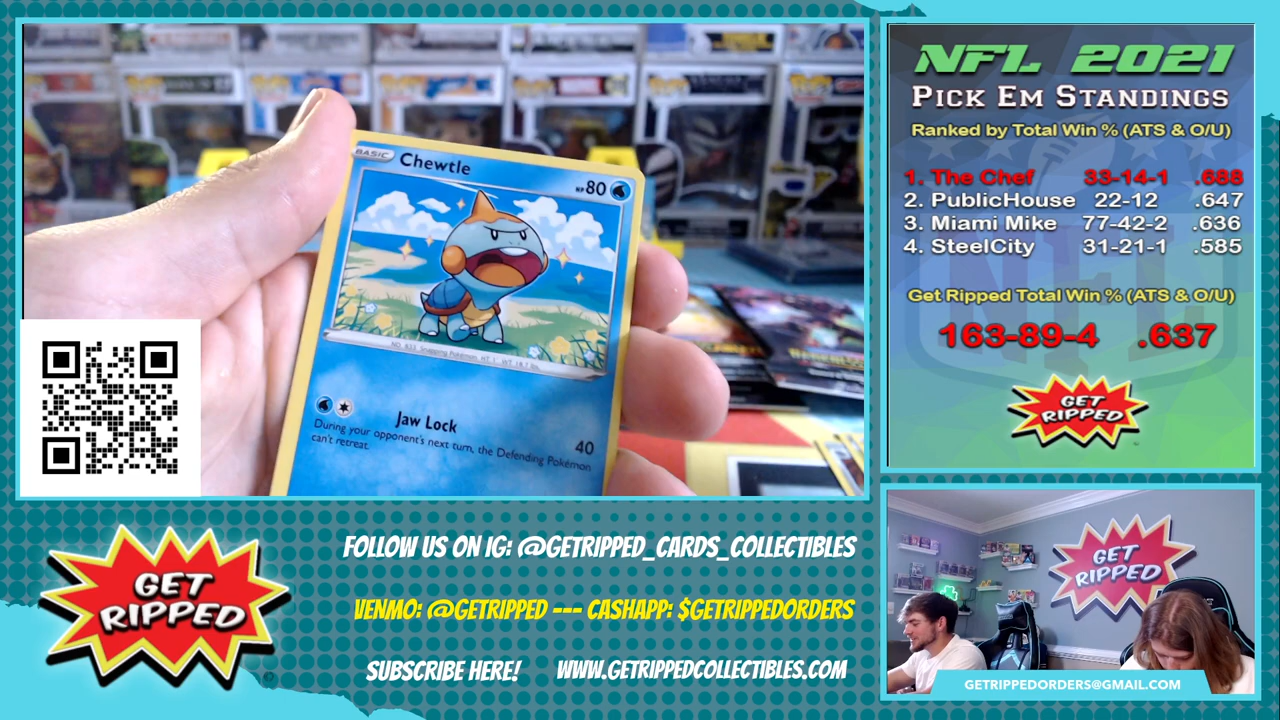 BASIC Chewtle HP 80
NO. 833 Snapping Pokémon
Jaw Lock 40
During your opponent's next turn, the Defending Pokémon
can't retreat.
NFL 2021
PICK EM STANDINGS
Ranked by Total Win % (ATS & O/U)
1. The Chef 33-14-1 .688
2. PublicHouse 22-12 .647
3. Miami Mike 77-42-2 .636
4. SteelCity 31-21-1 .585
Get Ripped Total Win % (ATS & O/U)
163-89-4 .637
GET
RIPPED
GET
RIPPED
FOLLOW US ON IG: @GETRIPPED_CARDS_COLLECTIBLES
VENMO: @GETRIPPED --- CASHAPP: $GETRIPPEDORDERS
SUBSCRIBE HERE! WWW.GETRIPPEDCOLLECTIBLES.COM
GET
RIPPED
GETRIPPEDORDERS@GMAIL.COM